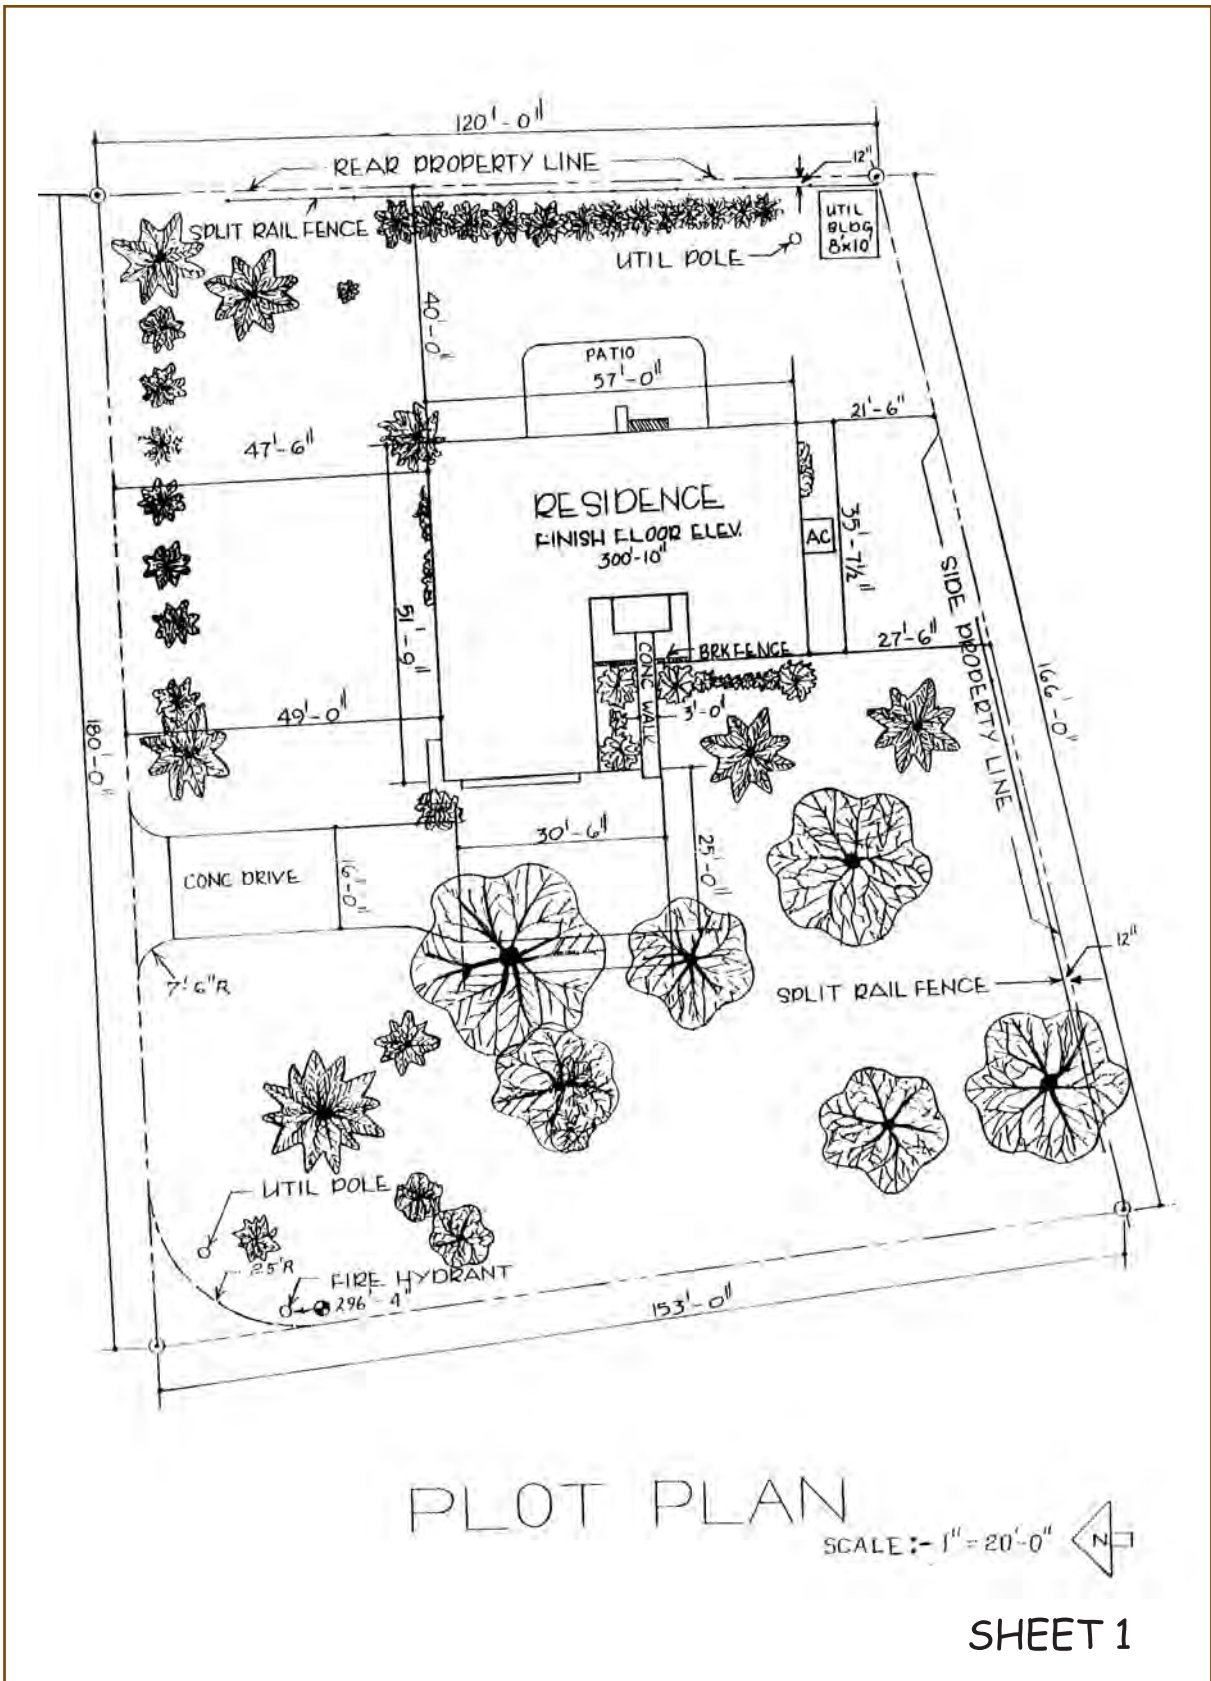 120'-0"
REAR PROPERTY LINE
12"
SPLIT RAIL FENCE
UTIL
BLDG
8'x10'
UTIL POLE
40'-0"
PATIO
57'-0"
21'-6"
47'-6"
RESIDENCE
FINISH FLOOR ELEV.
300'-10"
AC
35'-7½"
SIDE PROPERTY LINE
51'-9"
BRK FENCE
27'-6"
CONC WALK
166'-0"
49'-0"
3'-0"
180'-0"
30'-6"
25'-0"
16'-0"
CONC DRIVE
12"
7'-6"R
SPLIT RAIL FENCE
UTIL POLE
25'R
FIRE HYDRANT
296'-4"
153'-0"
PLOT PLAN
SCALE:- 1" = 20'-0"
N
SHEET 1